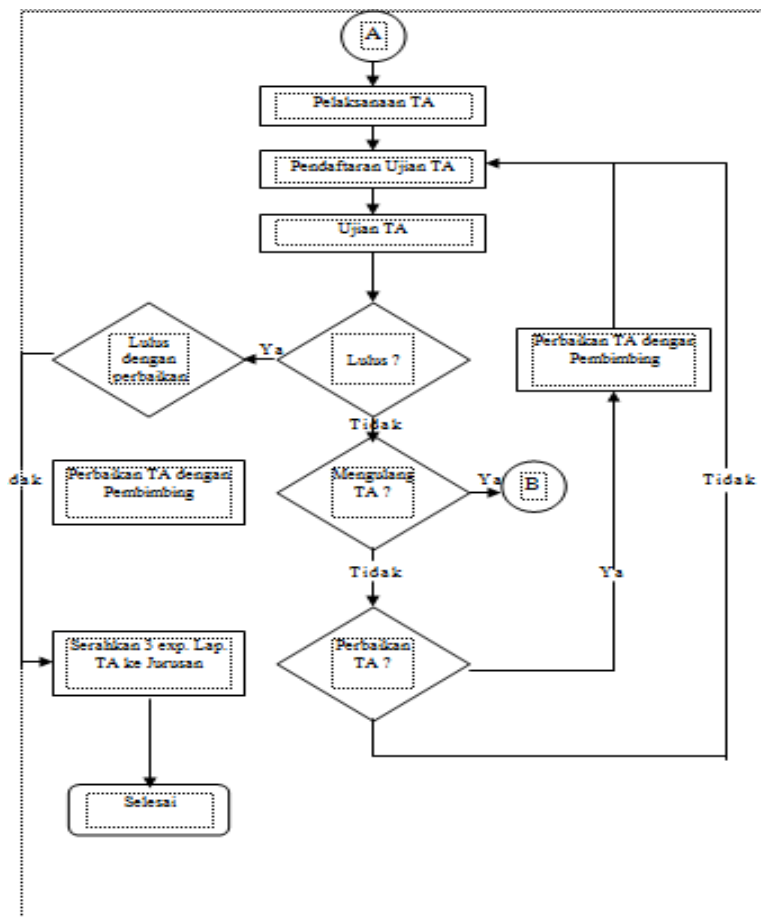 A
Pelaksanaan TA
Pendaftaran Ujian TA
Ujian TA
Lulus
dengan
perbaikan
Ya
Lulus ?
Perbaikan TA dengan
Pembimbing
Tidak
dak
Perbaikan TA dengan
Pembimbing
Mengulang
TA ?
Ya
B
Tidak
Tidak
Ya
Serahkan 3 exp. Lap.
TA ke Jurusan
Perbaikan
TA ?
Selesai